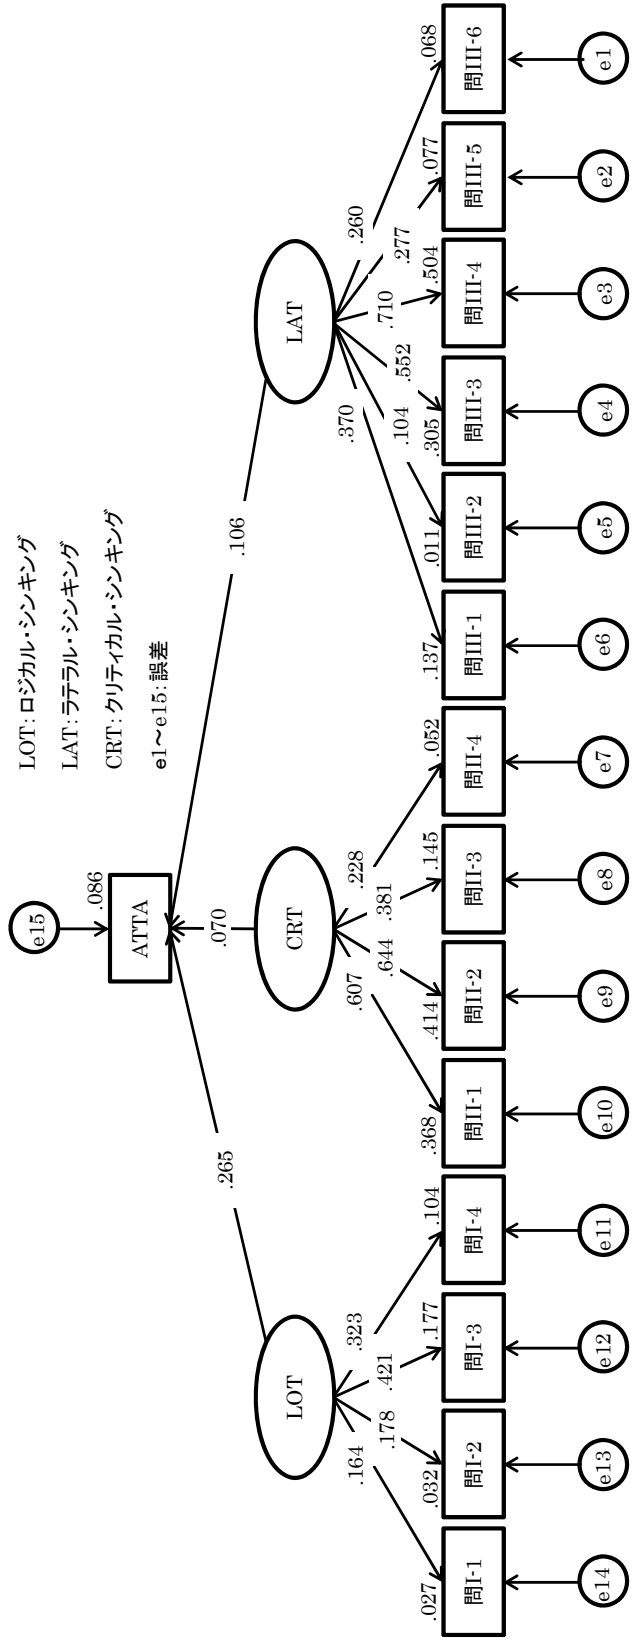 LOT: ロジカル・シンキング
LAT: ラテラル・シンキング
CRT: クリティカル・シンキング
e1～e15: 誤差
e15
.086
ATTA
.265
.070
.106
LOT
CRT
LAT
.164
.178
.421
.323
.607
.644
.381
.228
.370
.104
.552
.710
.277
.260
.027
.032
.177
.104
.368
.414
.145
.052
.137
.011
.305
.504
.077
.068
問I-1
問I-2
問I-3
問I-4
問II-1
問II-2
問II-3
問II-4
問III-1
問III-2
問III-3
問III-4
問III-5
問III-6
e14
e13
e12
e11
e10
e9
e8
e7
e6
e5
e4
e3
e2
e1